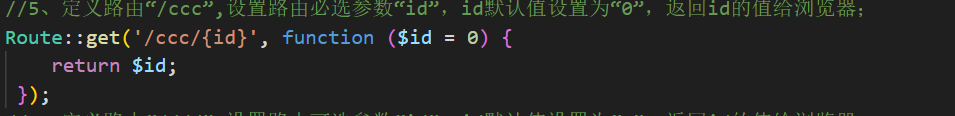 //5、定义路由“/ccc”,设置路由必选参数“id”，id默认值设置为“0”，返回id的值给浏览器；
Route::get('/ccc/{id}', function ($id = 0) {
return $id;
});